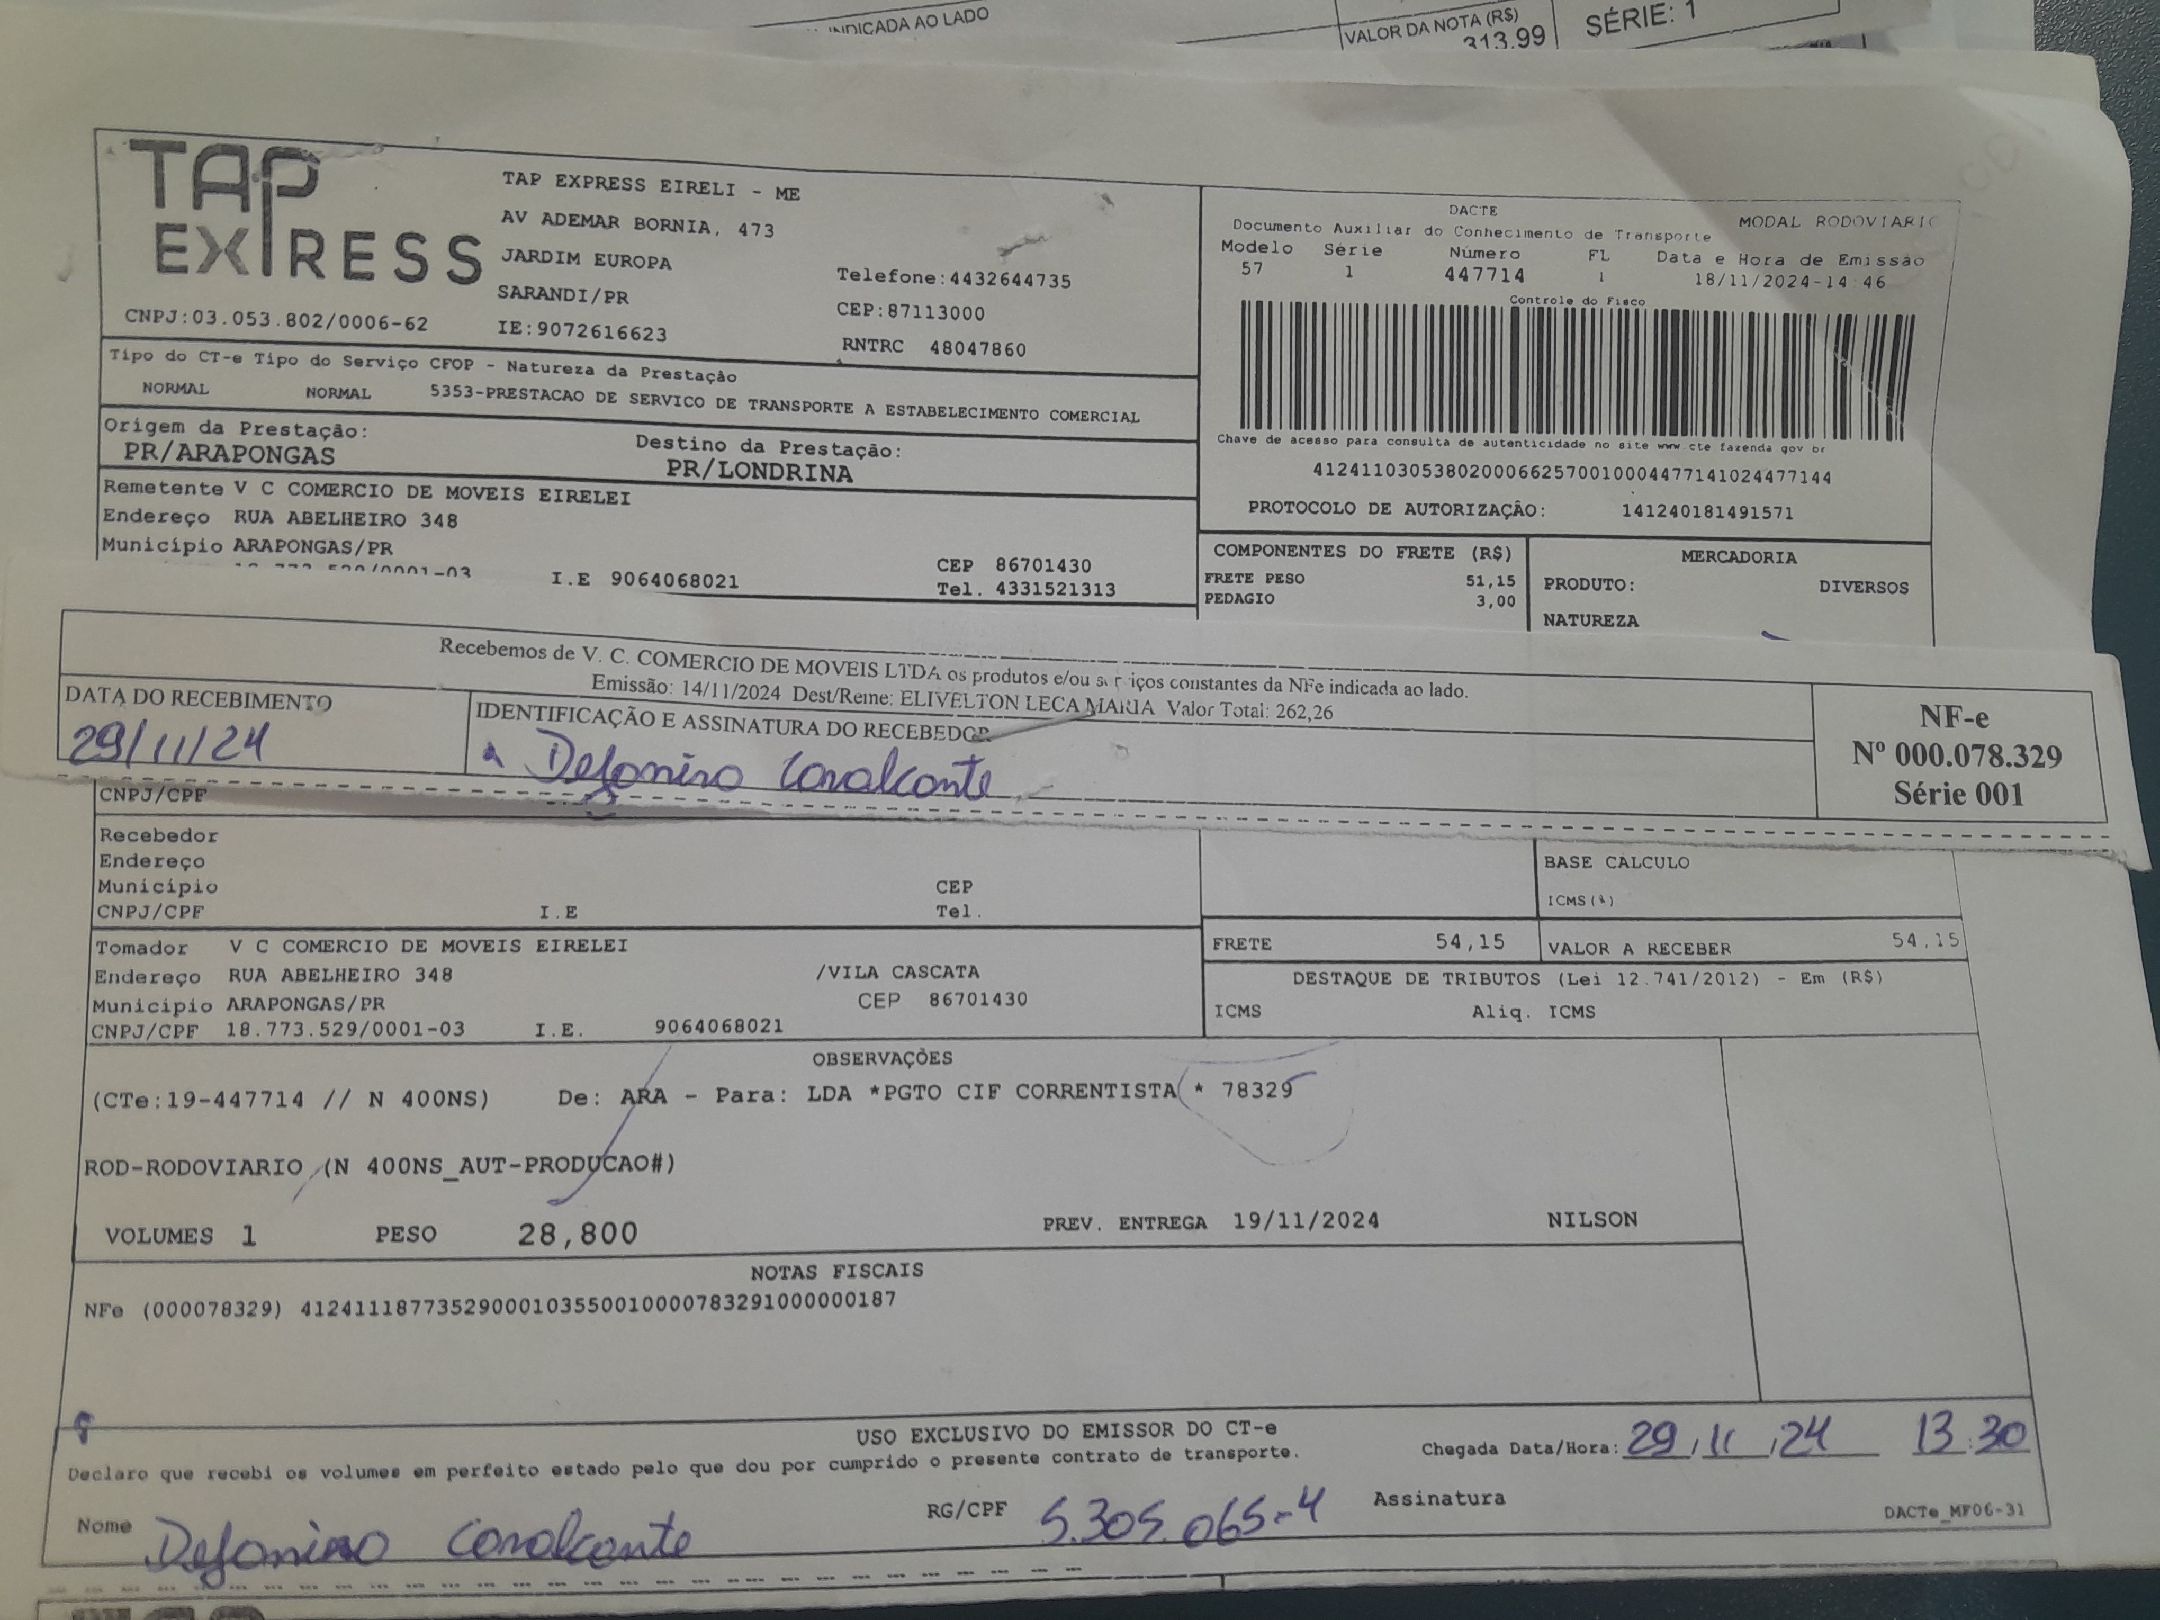 INDICADA AO LADO
VALOR DA NOTA (R$)
313.99
SÉRIE: 1
TAP EXPRESS
CNPJ:03.053.802/0006-62
TAP EXPRESS EIRELI - ME
AV ADEMAR BORNIA, 473
JARDIM EUROPA
SARANDI/PR
IE:9072616623
Telefone:4432644735
CEP:87113000
RNTRC 48047860
DACTE
Documento Auxiliar do Conhecimento de Transporte
MODAL RODOVIARIO
Modelo Série Número FL Data e Hora de Emissão
57 1 447714 1 18/11/2024-14:46
Controle do Fisco
Chave de acesso para consulta de autenticidade no site www.cte.fazenda.gov.br
41241103053802000662570010004477141024477144
PROTOCOLO DE AUTORIZAÇÃO: 141240181491571
Tipo do CT-e Tipo do Serviço CFOP - Natureza da Prestação
NORMAL NORMAL 5353-PRESTACAO DE SERVICO DE TRANSPORTE A ESTABELECIMENTO COMERCIAL
Origem da Prestação: Destino da Prestação:
PR/ARAPONGAS PR/LONDRINA
Remetente V C COMERCIO DE MOVEIS EIRELEI
Endereço RUA ABELHEIRO 348
Município ARAPONGAS/PR CEP 86701430
18.773.529/0001-03 I.E 9064068021 Tel. 4331521313
COMPONENTES DO FRETE (R$)
FRETE PESO 51,15
PEDAGIO 3,00
MERCADORIA
PRODUTO: DIVERSOS
NATUREZA
Recebemos de V. C. COMERCIO DE MOVEIS LTDA os produtos e/ou serviços constantes da NFe indicada ao lado.
Emissão: 14/11/2024 Dest/Reme: ELIVELTON LECA MARIA Valor Total: 262,26
DATA DO RECEBIMENTO
29/11/24
IDENTIFICAÇÃO E ASSINATURA DO RECEBEDOR
Cavalcante
NF-e
Nº 000.078.329
Série 001
CNPJ/CPF
Recebedor
Endereço
Município CEP
CNPJ/CPF I.E Tel.
BASE CALCULO
ICMS(%)
Tomador V C COMERCIO DE MOVEIS EIRELEI
Endereço RUA ABELHEIRO 348 /VILA CASCATA
Município ARAPONGAS/PR CEP 86701430
CNPJ/CPF 18.773.529/0001-03 I.E. 9064068021
FRETE 54,15 VALOR A RECEBER 54,15
DESTAQUE DE TRIBUTOS (Lei 12.741/2012) - Em (R$)
ICMS Aliq. ICMS
OBSERVAÇÕES
(CTe:19-447714 // N 400NS) De: ARA - Para: LDA *PGTO CIF CORRENTISTA * 78329
ROD-RODOVIARIO (N 400NS_AUT-PRODUCAO#)
VOLUMES 1 PESO 28,800 PREV. ENTREGA 19/11/2024 NILSON
NOTAS FISCAIS
NFe (000078329) 41241118773529000103550010000783291000000187
USO EXCLUSIVO DO EMISSOR DO CT-e
Declaro que recebi os volumes em perfeito estado pelo que dou por cumprido o presente contrato de transporte.
Chegada Data/Hora: 29/11/24 13:30
Nome Cavalcante RG/CPF 5.305.065-4 Assinatura
DACTe_MF06-31